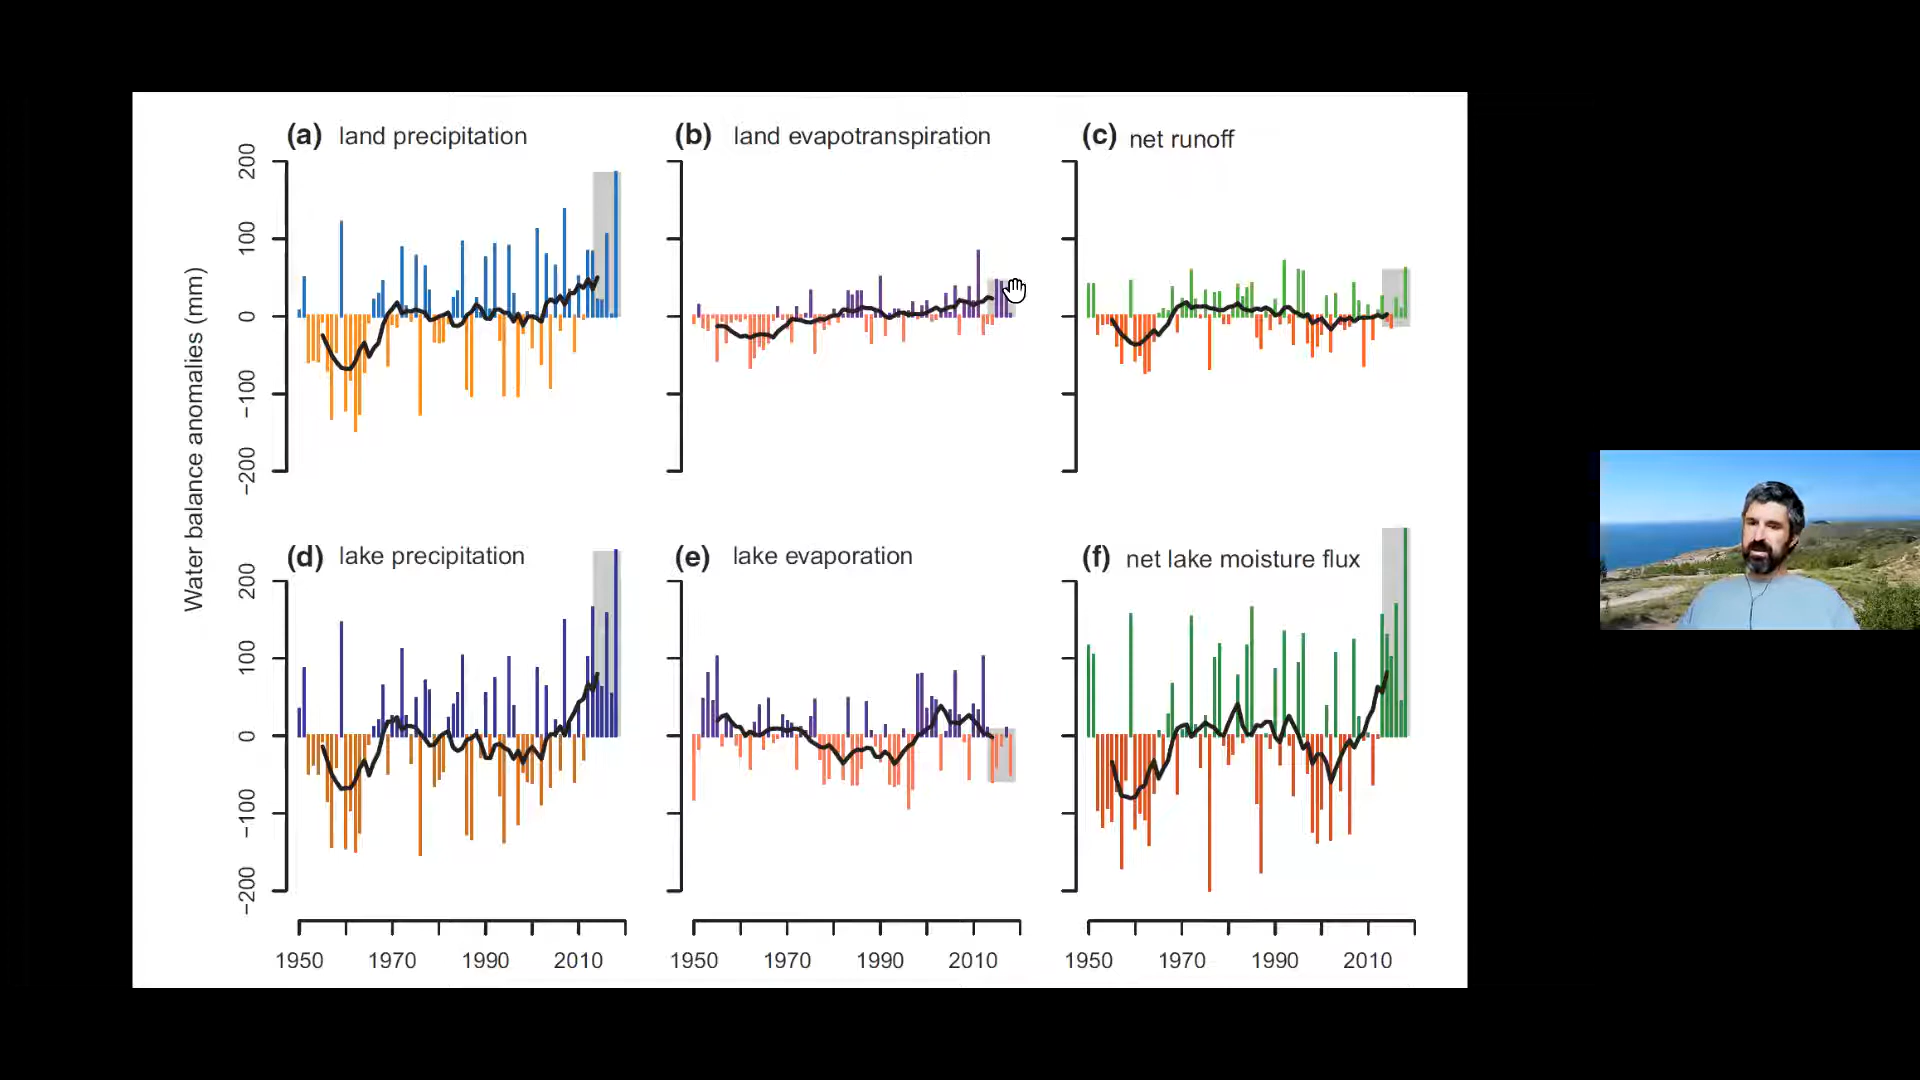 (a) land precipitation
(b) land evapotranspiration
(c) net runoff
200
100
0
−100
−200
Water balance anomalies (mm)
(d) lake precipitation
(e) lake evaporation
(f) net lake moisture flux
200
100
0
−100
−200
1950 1970 1990 2010
1950 1970 1990 2010
1950 1970 1990 2010